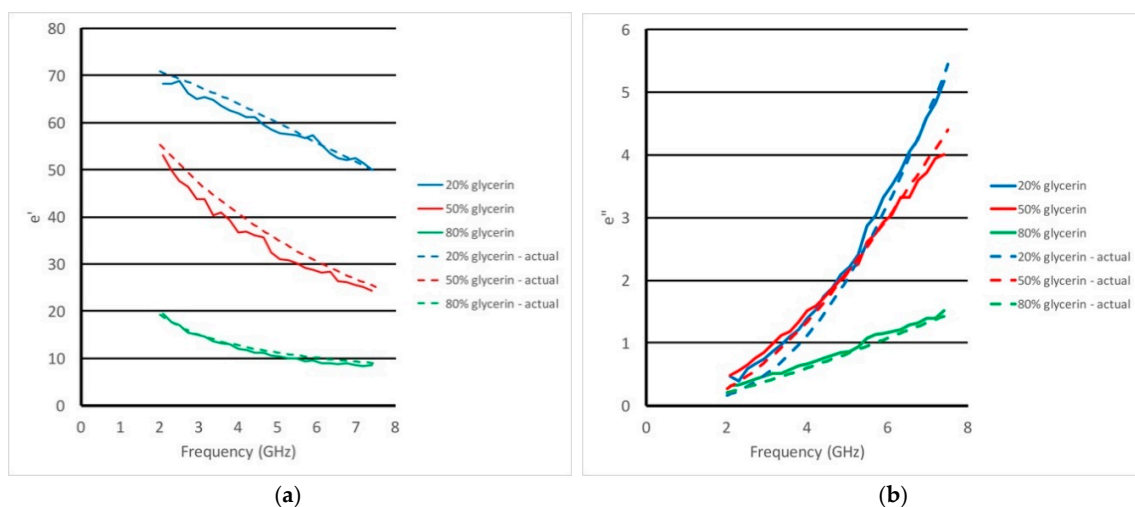 80
70
60
50
40
30
20
10
0
e'
0 1 2 3 4 5 6 7 8
Frequency (GHz)
20% glycerin
50% glycerin
80% glycerin
20% glycerin - actual
50% glycerin - actual
80% glycerin - actual
(a)
6
5
4
3
2
1
0
e"
0 2 4 6 8
Frequency (GHz)
20% glycerin
50% glycerin
80% glycerin
20% glycerin - actual
50% glycerin - actual
80% glycerin - actual
(b)